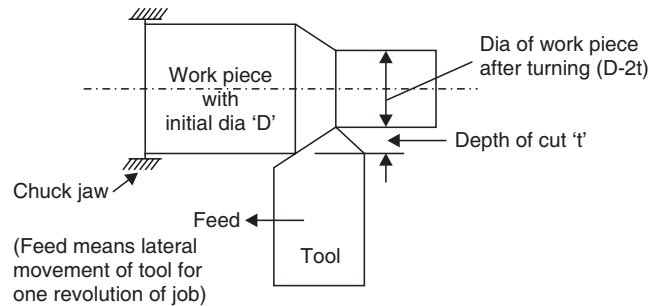 Work piece
with
initial dia ‘D’
Dia of work piece
after turning (D-2t)
Depth of cut ‘t’
Chuck jaw
Feed
(Feed means lateral
movement of tool for
one revolution of job)
Tool